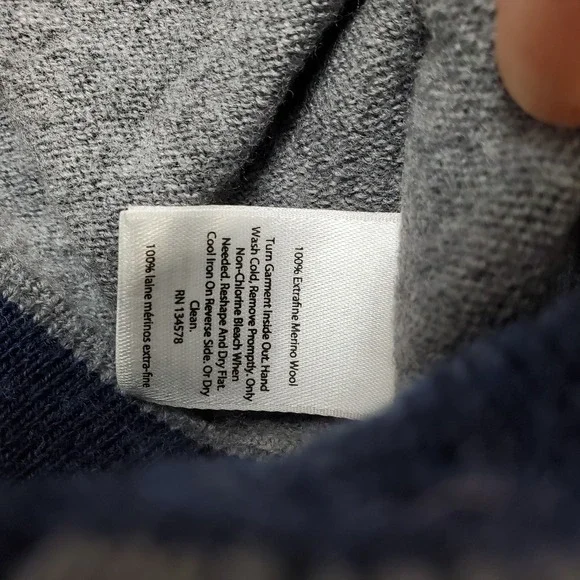 100% Extrafine Merino Wool
Turn Garment Inside Out. Hand
Wash Cold, Remove Promptly. Only
Non-Chlorine Bleach When
Needed. Reshape And Dry Flat.
Cool Iron On Reverse Side, Or Dry
Clean.
RN 134578
100% laine mérinos extra-fine